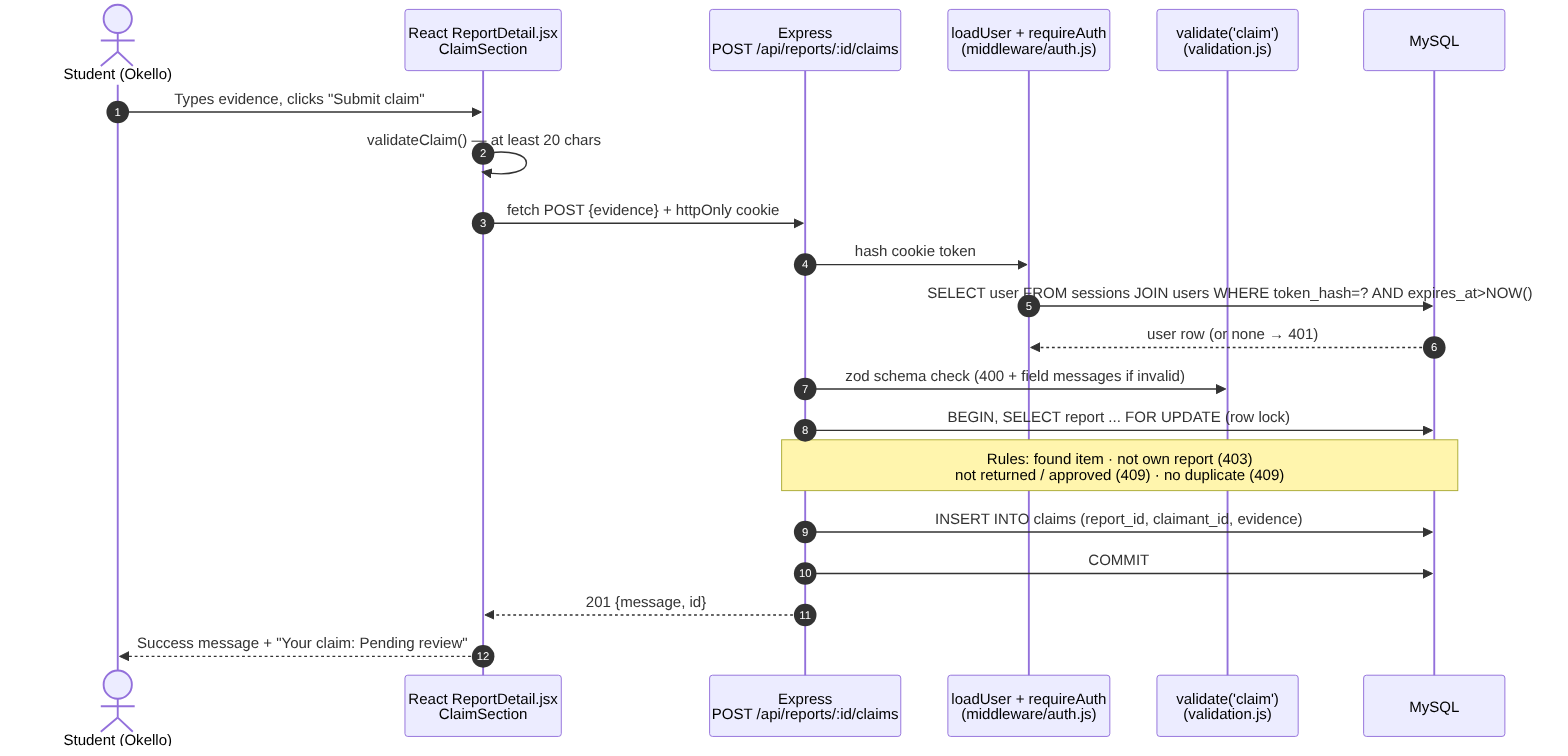 React ReportDetail.jsx
ClaimSection
Express
POST /api/reports/:id/claims
loadUser + requireAuth
(middleware/auth.js)
validate('claim')
(validation.js)
MySQL
Student (Okello)
1
Types evidence, clicks "Submit claim"
validateClaim() — at least 20 chars
2
3
fetch POST {evidence} + httpOnly cookie
4
hash cookie token
SELECT user FROM sessions JOIN users WHERE token_hash=? AND expires_at>NOW()
5
user row (or none → 401)
6
7
zod schema check (400 + field messages if invalid)
8
BEGIN, SELECT report ... FOR UPDATE (row lock)
Rules: found item · not own report (403)
not returned / approved (409) · no duplicate (409)
9
INSERT INTO claims (report_id, claimant_id, evidence)
10
COMMIT
201 {message, id}
11
Success message + "Your claim: Pending review"
12
React ReportDetail.jsx
ClaimSection
Express
POST /api/reports/:id/claims
loadUser + requireAuth
(middleware/auth.js)
validate('claim')
(validation.js)
MySQL
Student (Okello)